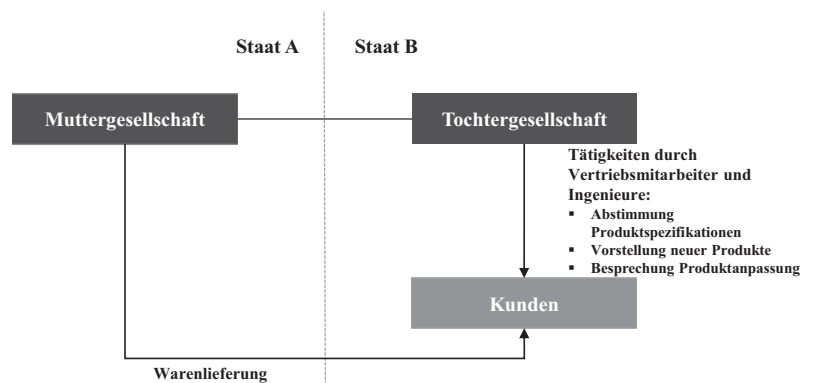 Staat A
Staat B
Muttergesellschaft
Tochtergesellschaft
Tätigkeiten durch
Vertriebsmitarbeiter und
Ingenieure:
▪ Abstimmung
Produktspezifikationen
▪ Vorstellung neuer Produkte
▪ Besprechung Produktanpassung
Kunden
Warenlieferung